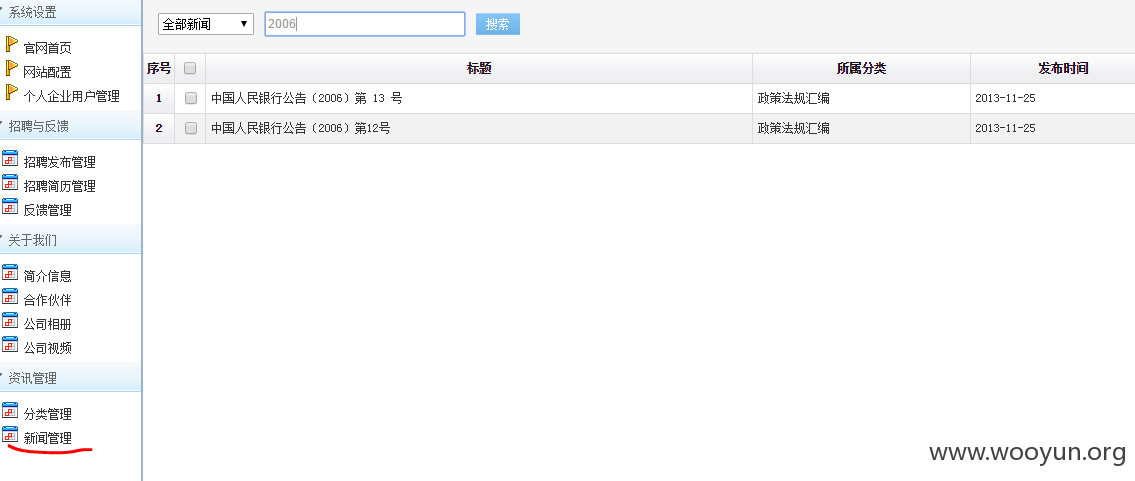 系统设置
官网首页
网站配置
个人企业用户管理
招聘与反馈
招聘发布管理
招聘简历管理
反馈管理
关于我们
简介信息
合作伙伴
公司相册
公司视频
资讯管理
分类管理
新闻管理
全部新闻 2006 搜索
序号 标题 所属分类 发布时间
1 中国人民银行公告（2006）第 13 号 政策法规汇编 2013-11-25
2 中国人民银行公告（2006）第12号 政策法规汇编 2013-11-25
www.wooyun.org